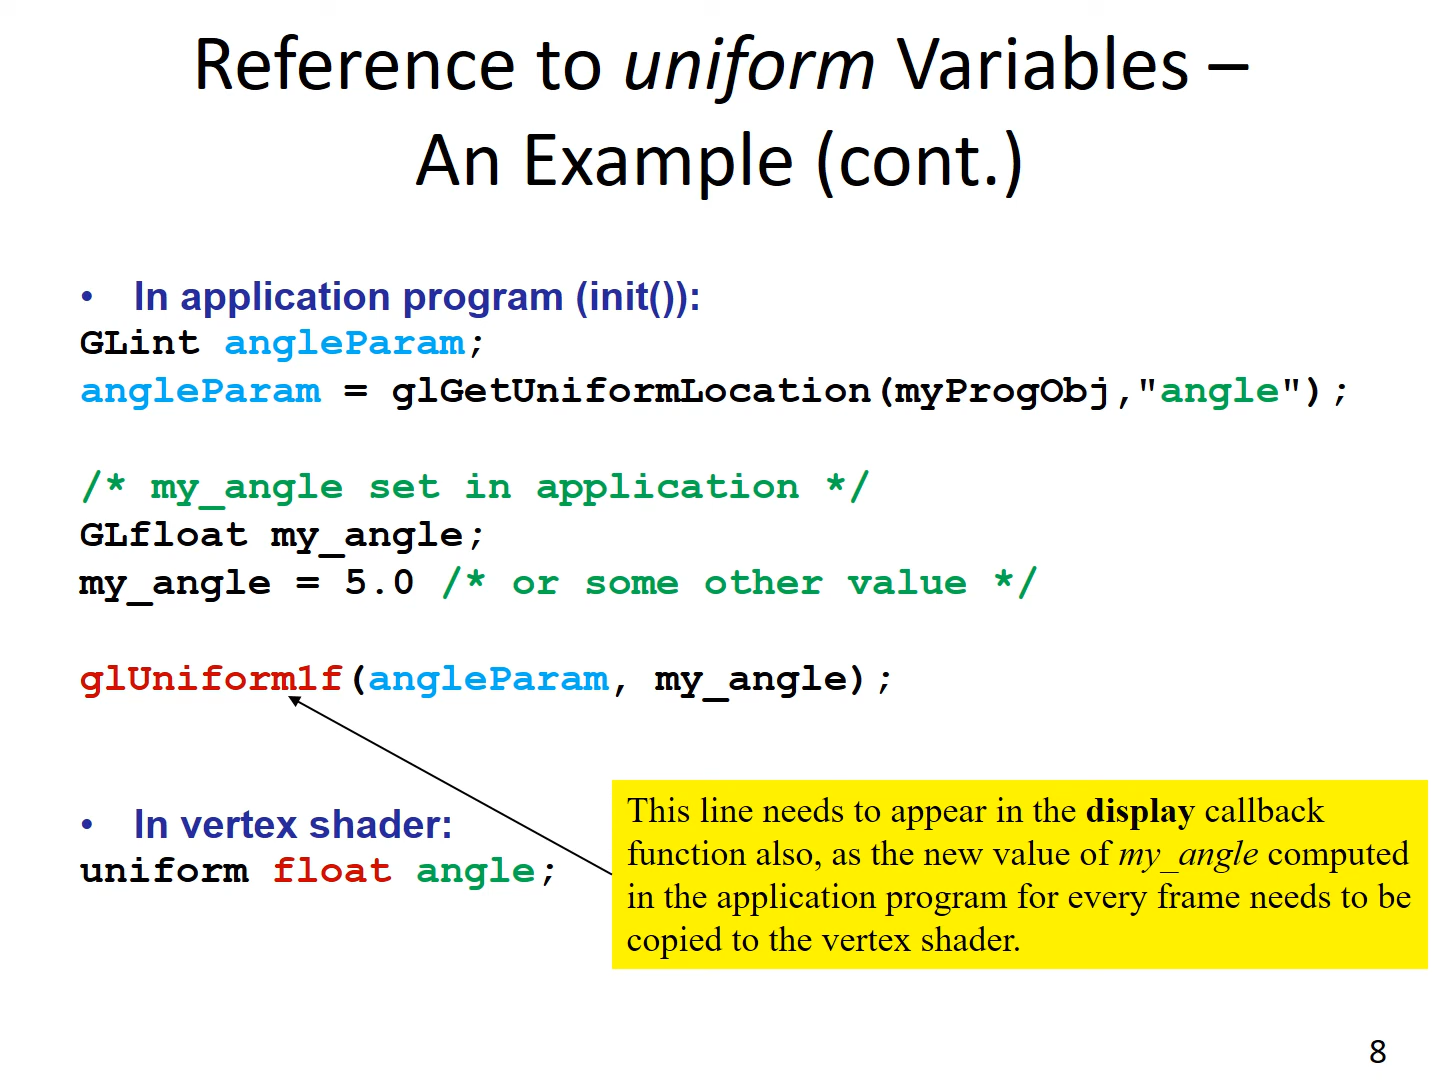 Reference to uniform Variables –
An Example (cont.)
• In application program (init()):
GLint angleParam;
angleParam = glGetUniformLocation(myProgObj,"angle");
/* my_angle set in application */
GLfloat my_angle;
my_angle = 5.0 /* or some other value */
glUniform1f(angleParam, my_angle);
• In vertex shader:
uniform float angle;
This line needs to appear in the display callback
function also, as the new value of my_angle computed
in the application program for every frame needs to be
copied to the vertex shader.
8